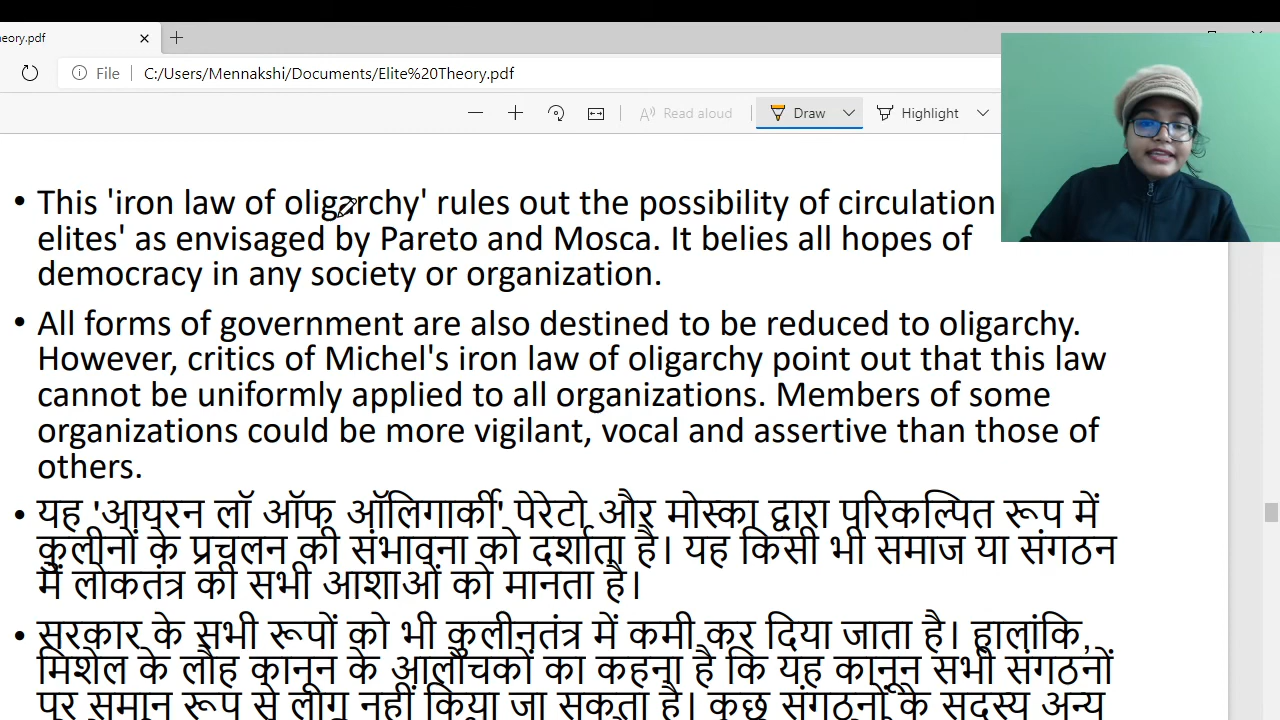 eory.pdf
File C:/Users/Mennakshi/Documents/Elite%20Theory.pdf
Read aloud Draw Highlight
• This 'iron law of oligarchy' rules out the possibility of circulation
elites' as envisaged by Pareto and Mosca. It belies all hopes of
democracy in any society or organization.
• All forms of government are also destined to be reduced to oligarchy.
However, critics of Michel's iron law of oligarchy point out that this law
cannot be uniformly applied to all organizations. Members of some
organizations could be more vigilant, vocal and assertive than those of
others.
• यह 'आयरन लॉ ऑफ ऑलिगार्की' पेरेटो और मोस्का द्वारा परिकल्पित रूप में
कुलीनों के प्रचलन की संभावना को दर्शाता है। यह किसी भी समाज या संगठन
में लोकतंत्र की सभी आशाओं को मानता है।
• सरकार के सभी रूपों को भी कुलीनतंत्र में कमी कर दिया जाता है। हालांकि,
मिशेल के लौह कानून के आलोचकों का कहना है कि यह कानून सभी संगठनों
पर समान रूप से लागू नहीं किया जा सकता है। कुछ संगठनों के सदस्य अन्य